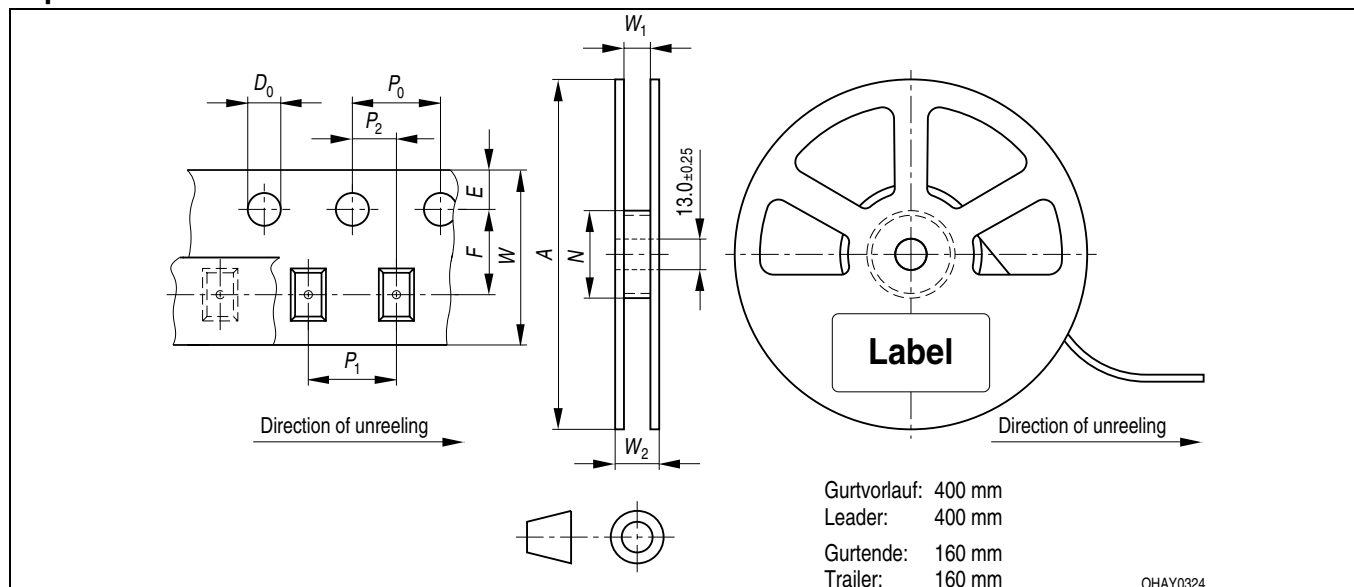 W₁
D₀
P₀
P₂
E
F
W
A
N
13.0±0.25
Label
P₁
Direction of unreeling
W₂
Direction of unreeling
Gurtvorlauf: 400 mm
Leader: 400 mm
Gurtende: 160 mm
Trailer: 160 mm
OHAY0324